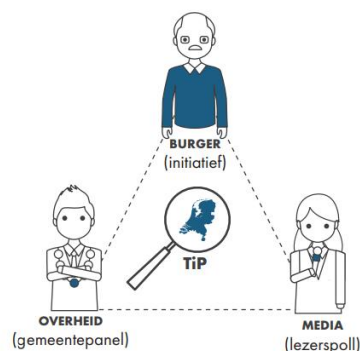 BURGER
(initiatief)
TiP
OVERHEID
(gemeentepanel)
MEDIA
(lezerspoll)